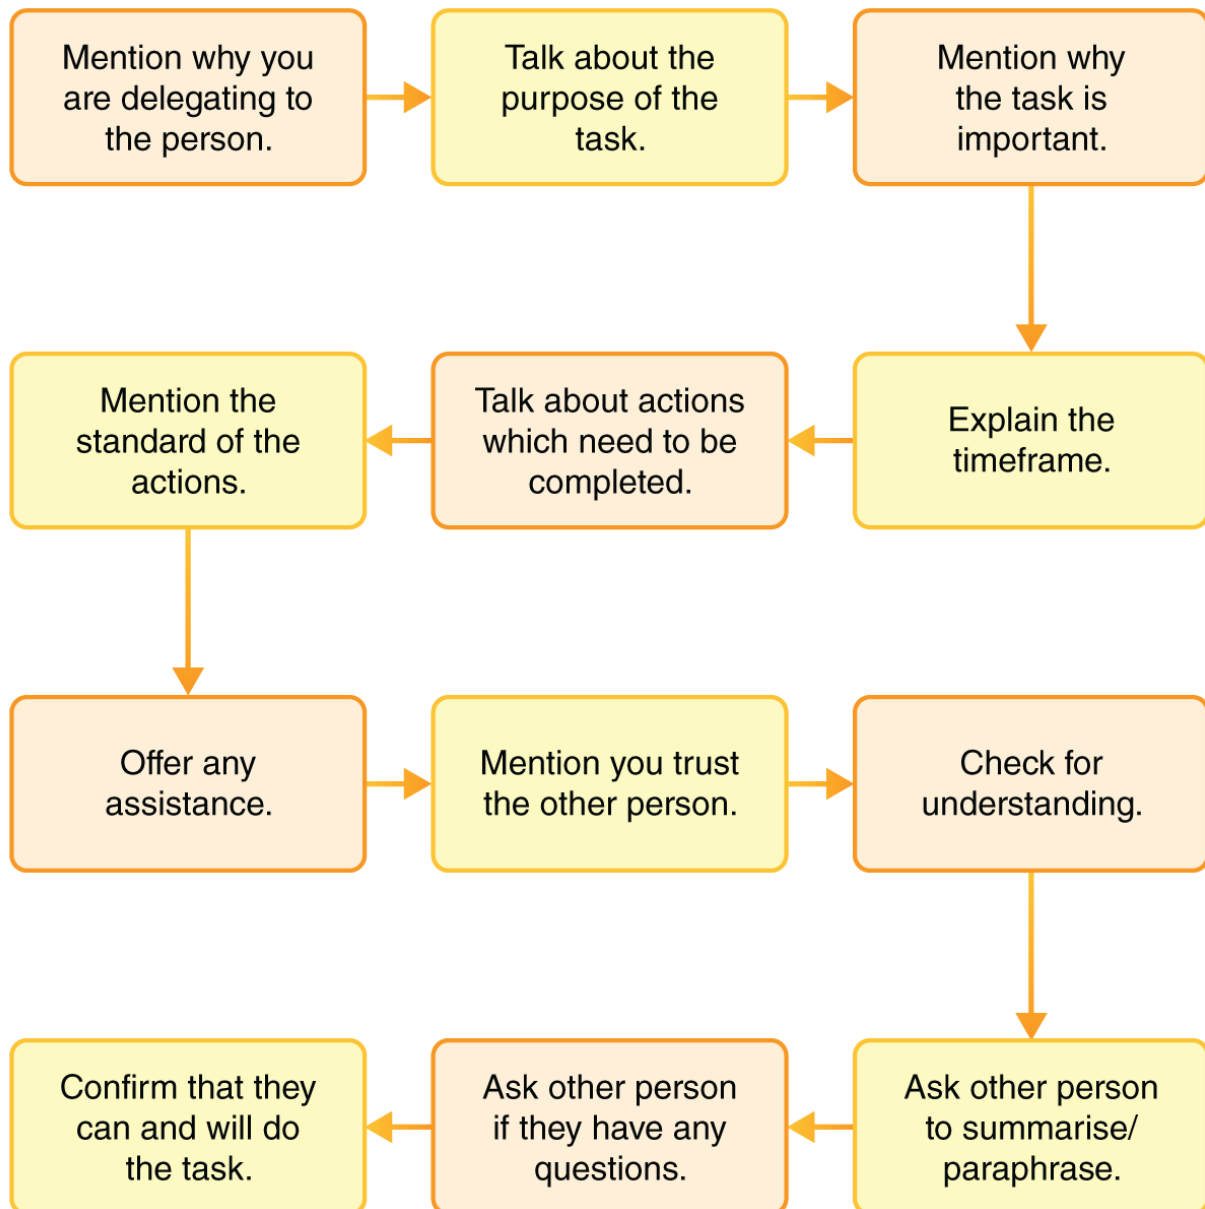 Mention why you
are delegating to
the person.
Talk about the
purpose of the
task.
Mention why
the task is
important.
Explain the
timeframe.
Talk about actions
which need to be
completed.
Mention the
standard of the
actions.
Offer any
assistance.
Mention you trust
the other person.
Check for
understanding.
Ask other person
to summarise/
paraphrase.
Ask other person
if they have any
questions.
Confirm that they
can and will do
the task.